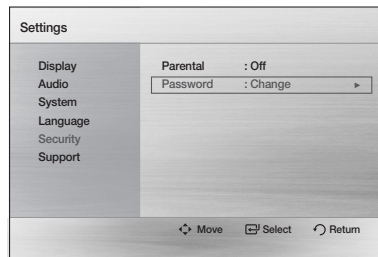 Settings
Display
Audio
System
Language
Security
Support
Parental : Off
Password : Change ►
Move Select Return